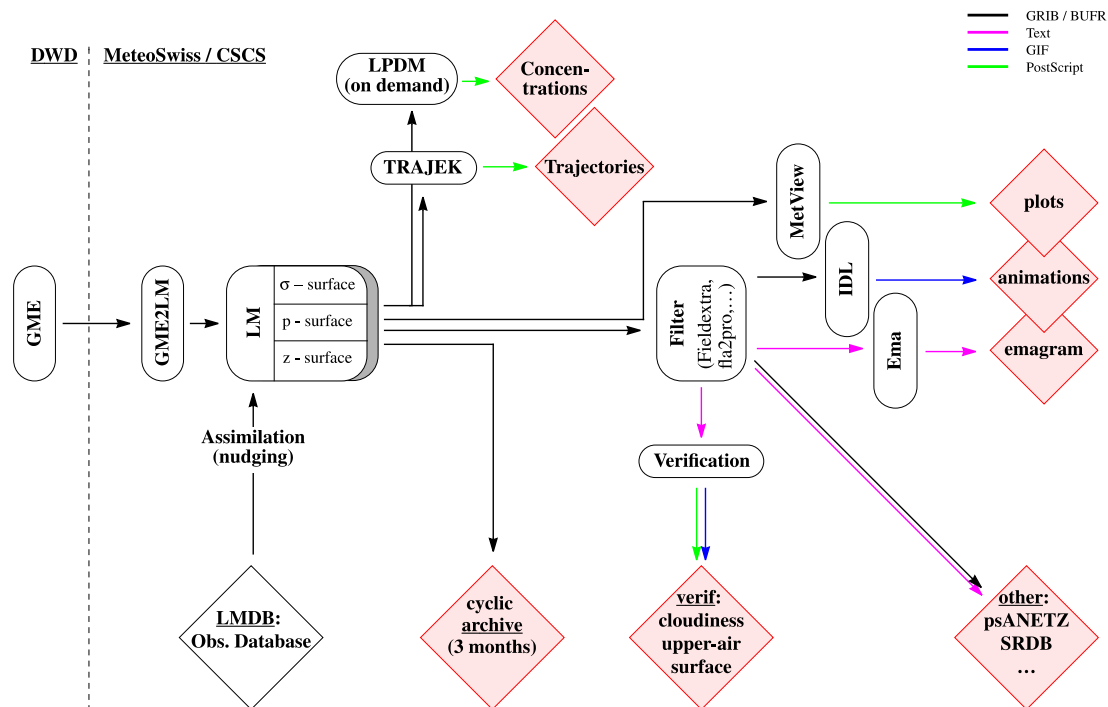 GRIB / BUFR
Text
GIF
PostScript
DWD
MeteoSwiss / CSCS
LPDM
(on demand)
Concen-
trations
TRAJEK
Trajectories
MetView
plots
GME
GME2LM
LM
σ – surface
p - surface
z - surface
Filter
(Fieldextra,
fla2pro,…)
IDL
animations
Ema
emagram
Assimilation
(nudging)
Verification
LMDB:
Obs. Database
cyclic
archive
(3 months)
verif:
cloudiness
upper-air
surface
other:
psANETZ
SRDB
…